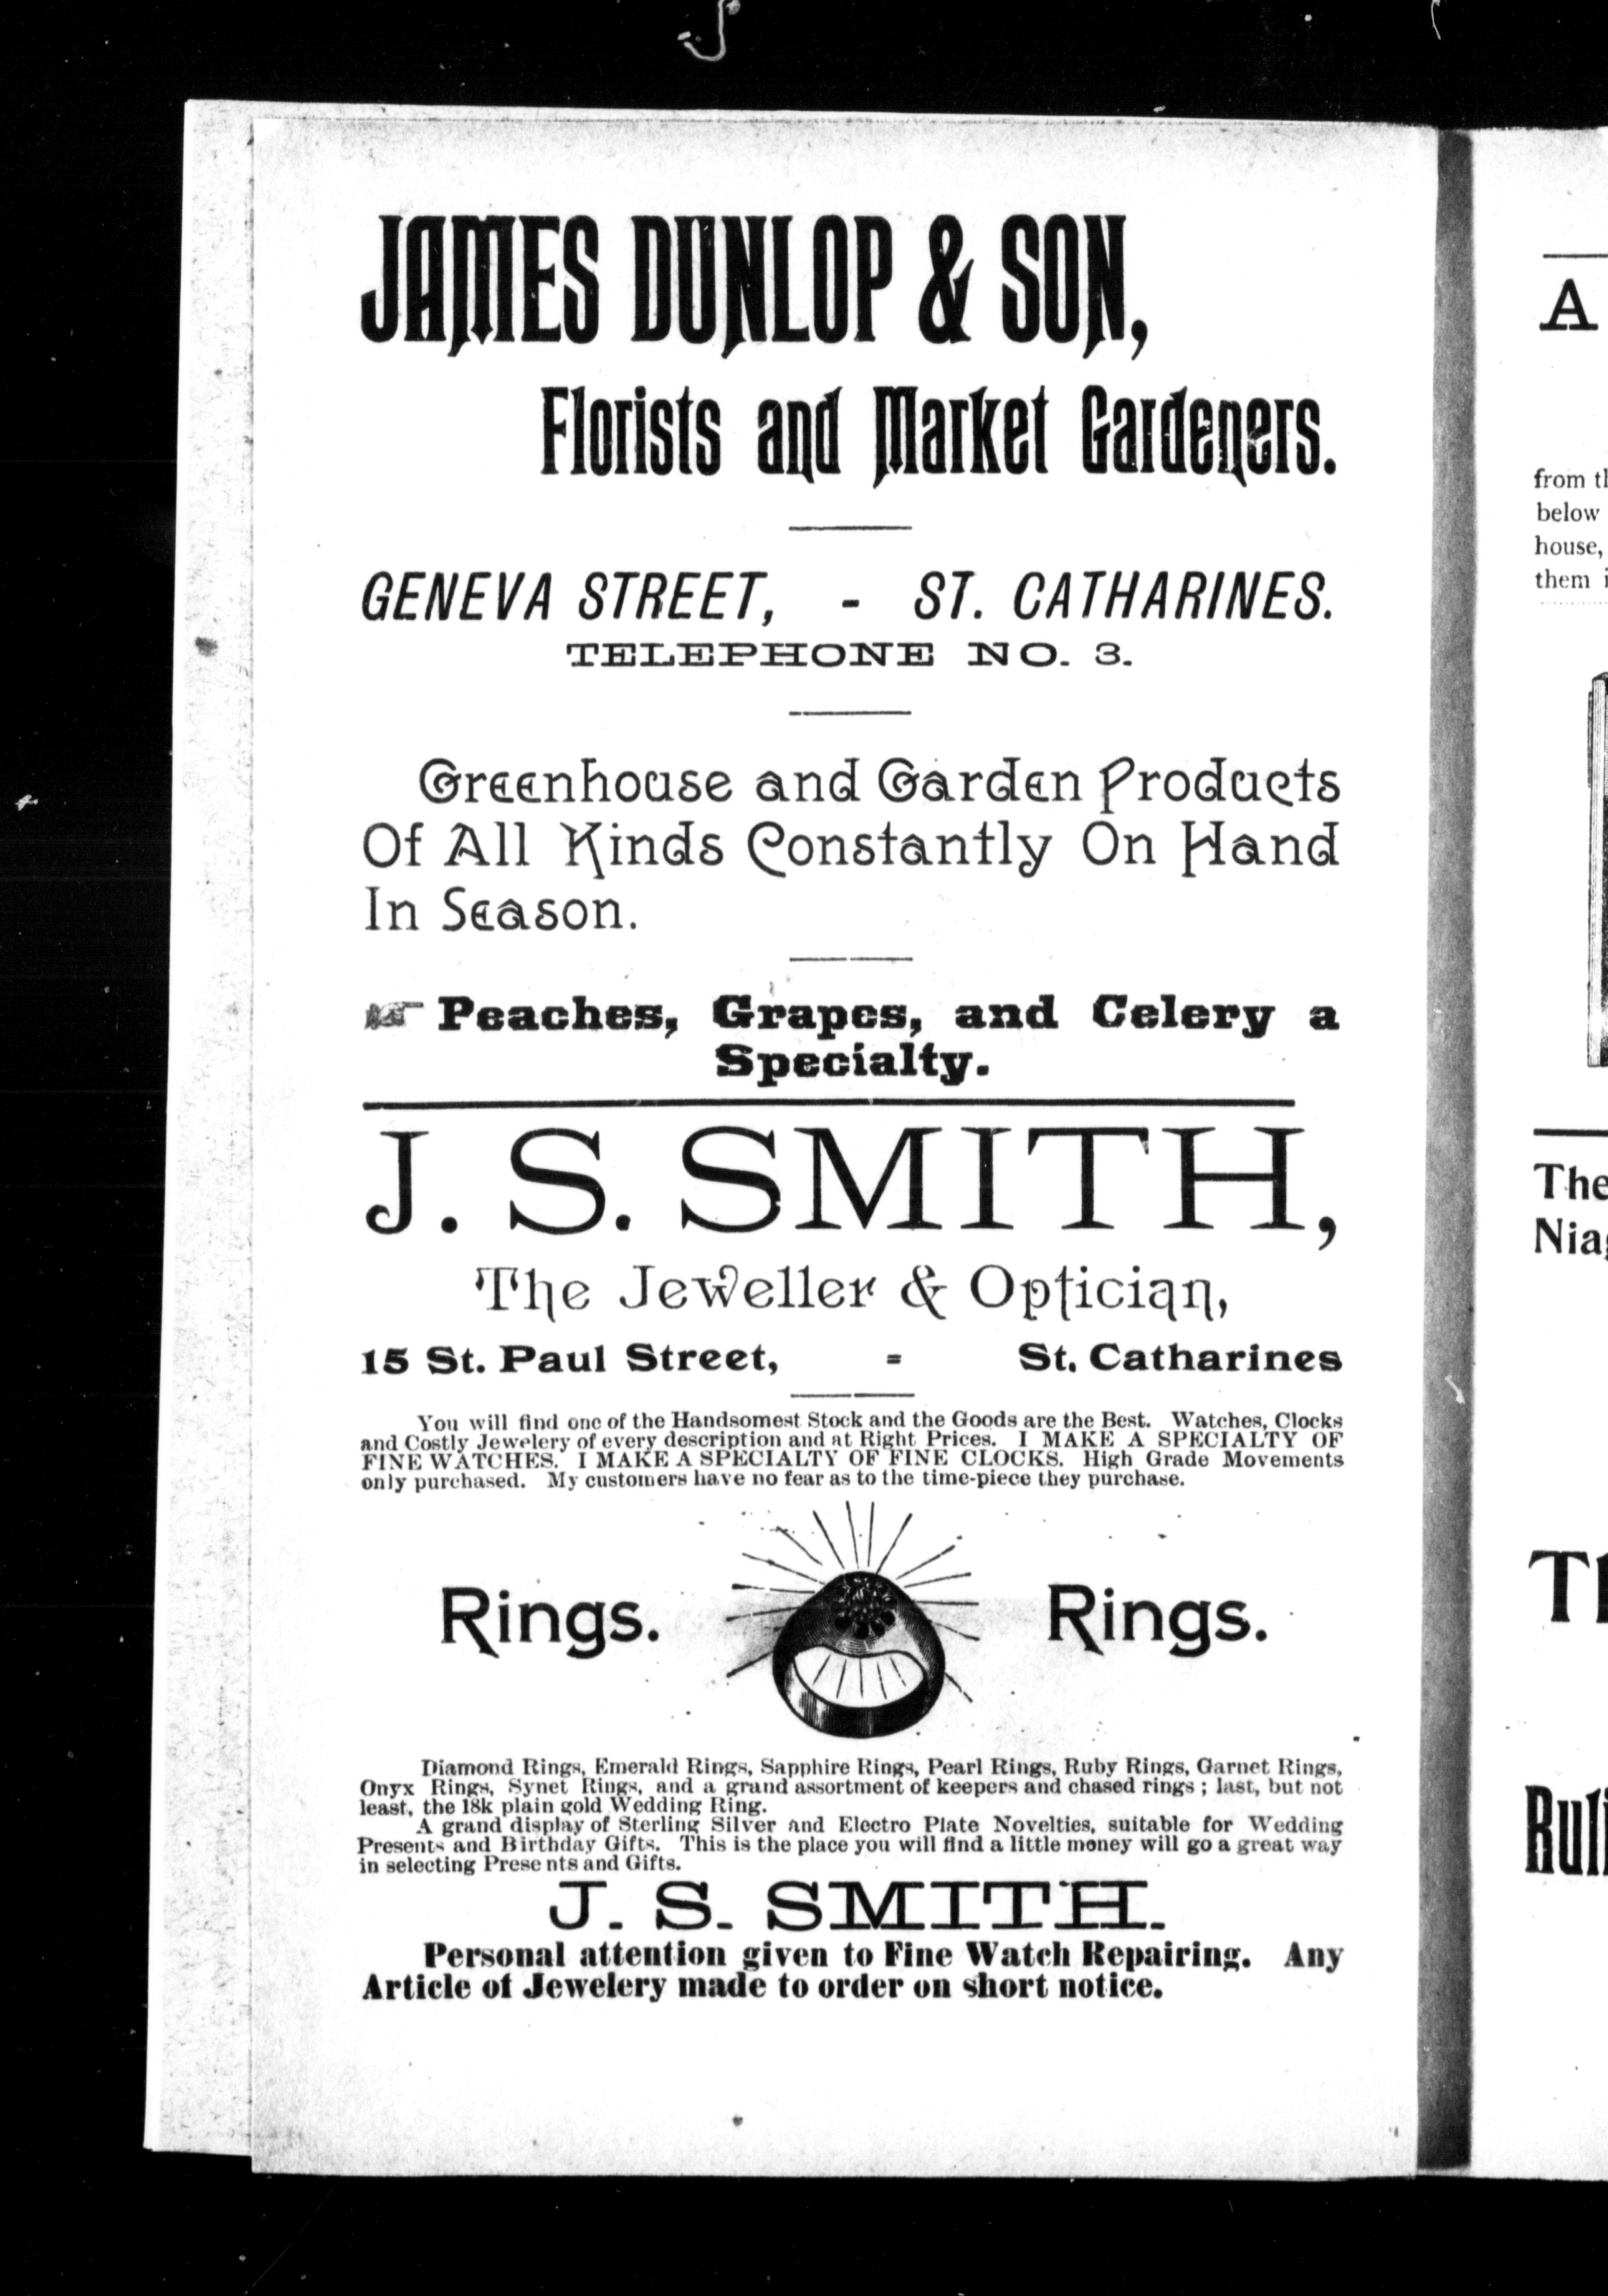 JAMES DUNLOP & SON,
Florists and Market Gardeners.
GENEVA STREET, - ST. CATHARINES.
TELEPHONE NO. 3.
Greenhouse and Garden Products
Of All Kinds Constantly On Hand
In Season.
☞ Peaches, Grapes, and Celery a
Specialty.
J. S. SMITH,
The Jeweller & Optician,
15 St. Paul Street, = St. Catharines
You will find one of the Handsomest Stock and the Goods are the Best. Watches, Clocks
and Costly Jewelery of every description and at Right Prices. I MAKE A SPECIALTY OF
FINE WATCHES. I MAKE A SPECIALTY OF FINE CLOCKS. High Grade Movements
only purchased. My customers have no fear as to the time-piece they purchase.
Rings. Rings.
Diamond Rings, Emerald Rings, Sapphire Rings, Pearl Rings, Ruby Rings, Garnet Rings,
Onyx Rings, Synet Rings, and a grand assortment of keepers and chased rings ; last, but not
least, the 18k plain gold Wedding Ring.
A grand display of Sterling Silver and Electro Plate Novelties, suitable for Wedding
Presents and Birthday Gifts. This is the place you will find a little money will go a great way
in selecting Prese nts and Gifts.
J. S. SMITH.
Personal attention given to Fine Watch Repairing. Any
Article of Jewelery made to order on short notice.
A
from
below
house,
them
The